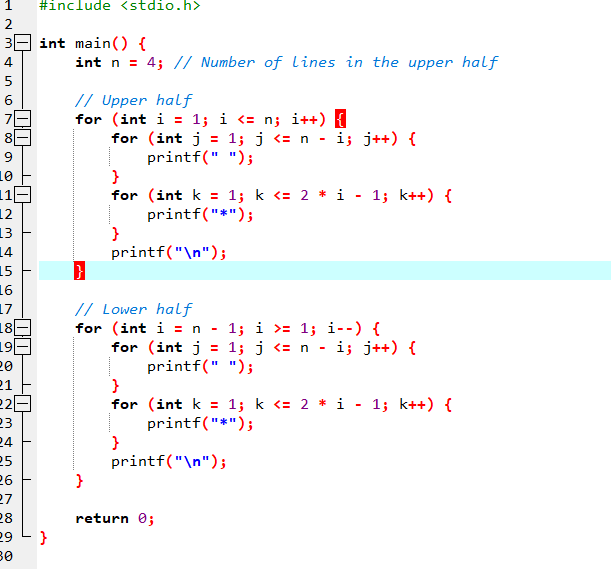 1 #include <stdio.h>
2
3 int main() {
4     int n = 4; // Number of lines in the upper half
5
6     // Upper half
7     for (int i = 1; i <= n; i++) {
8         for (int j = 1; j <= n - i; j++) {
9             printf(" ");
10         }
11         for (int k = 1; k <= 2 * i - 1; k++) {
12             printf("*");
13         }
14         printf("\n");
15     }
16
17     // Lower half
18     for (int i = n - 1; i >= 1; i--) {
19         for (int j = 1; j <= n - i; j++) {
20             printf(" ");
21         }
22         for (int k = 1; k <= 2 * i - 1; k++) {
23             printf("*");
24         }
25         printf("\n");
26     }
27
28     return 0;
29 }
30